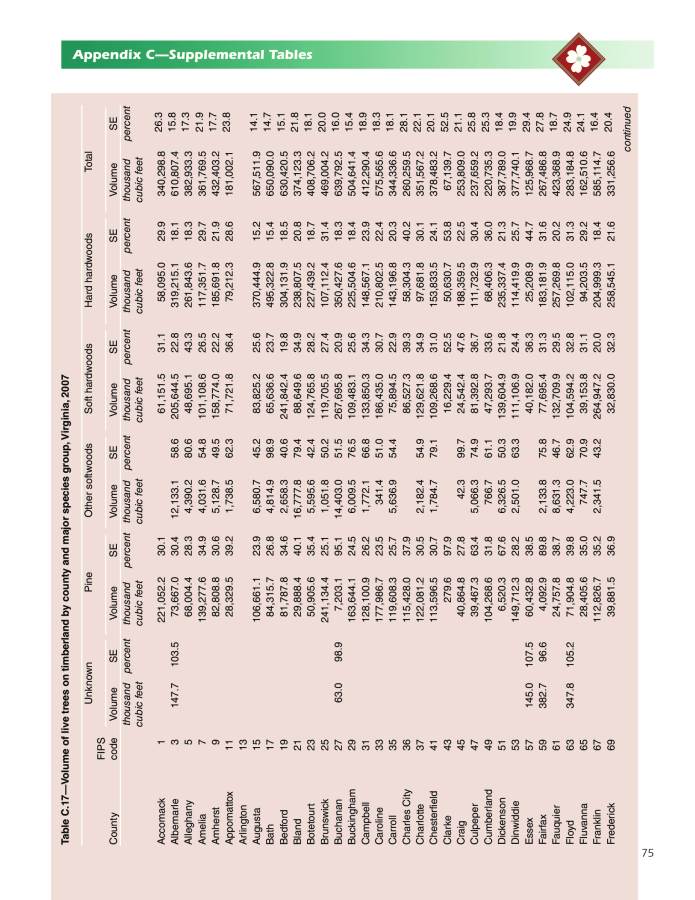 Appendix C—Supplemental Tables
Table C.17—Volume of live trees on timberland by county and major species group, Virginia, 2007
Unknown Pine Other softwoods Soft hardwoods Hard hardwoods Total
County FIPS code Volume SE Volume SE Volume SE Volume SE Volume SE Volume SE
thousand cubic feet percent thousand cubic feet percent thousand cubic feet percent thousand cubic feet percent thousand cubic feet percent thousand cubic feet percent
Accomack 1 221,052.2 30.1 61,151.5 31.1 58,095.0 29.9 340,298.8 26.3
Albemarle 3 147.7 103.5 73,667.0 30.4 12,133.1 58.6 205,644.5 22.8 319,215.1 18.1 610,807.4 15.8
Alleghany 5 68,004.4 28.3 4,390.2 80.6 48,695.1 43.3 261,843.6 18.3 382,933.3 17.3
Amelia 7 139,277.6 34.9 4,031.6 54.8 101,108.6 26.5 117,351.7 29.7 361,769.5 21.9
Amherst 9 82,808.8 30.6 5,128.7 49.5 158,774.0 22.2 185,691.8 21.9 432,403.2 17.7
Appomattox 11 28,329.5 39.2 1,738.5 62.3 71,721.8 36.4 79,212.3 28.6 181,002.1 23.8
Arlington 13
Augusta 15 106,661.1 23.9 6,580.7 45.2 83,825.2 25.6 370,444.9 15.2 567,511.9 14.1
Bath 17 84,315.7 26.8 4,814.9 98.9 65,636.6 23.7 495,322.8 15.4 650,090.0 14.7
Bedford 19 81,787.8 34.6 2,658.3 40.6 241,842.4 19.8 304,131.9 18.5 630,420.5 15.1
Bland 21 29,888.4 40.1 16,777.8 79.4 88,649.6 34.9 238,807.5 20.8 374,123.3 21.8
Botetourt 23 50,905.6 35.4 5,595.6 42.4 124,765.8 28.2 227,439.2 18.7 408,706.2 18.1
Brunswick 25 241,134.4 25.1 1,051.8 50.2 119,705.5 27.4 107,112.4 31.4 469,004.2 20.0
Buchanan 27 63.0 98.9 7,203.1 95.1 14,403.0 51.5 267,695.8 20.9 350,427.6 18.3 639,792.5 16.0
Buckingham 29 163,644.1 24.5 6,009.5 76.5 109,483.1 25.6 225,504.6 18.4 504,641.4 15.4
Campbell 31 128,100.9 26.2 1,772.1 66.8 133,850.3 34.3 148,567.1 23.9 412,290.4 18.9
Caroline 33 177,986.7 23.5 341.4 51.0 186,435.0 30.7 210,802.5 22.4 575,565.6 18.3
Carroll 35 119,608.3 25.7 5,636.9 54.4 75,894.5 22.9 143,196.8 20.3 344,336.6 18.1
Charles City 36 115,428.0 37.9 86,527.3 39.3 58,304.3 40.2 260,259.5 28.1
Charlotte 37 122,081.2 30.5 2,182.4 54.9 129,621.8 34.9 97,681.8 30.1 351,567.2 22.1
Chesterfield 41 113,596.5 30.7 1,784.7 79.1 109,268.6 31.0 153,833.5 24.1 378,483.2 20.1
Clarke 43 279.6 97.9 16,229.4 52.6 50,630.7 53.8 67,139.7 52.5
Craig 45 40,864.8 27.8 42.3 99.7 24,542.4 47.6 188,359.5 22.5 253,809.0 21.1
Culpeper 47 39,467.3 63.4 5,066.3 74.9 81,392.8 36.7 111,732.9 30.4 237,659.2 25.8
Cumberland 49 104,268.6 31.8 766.7 61.1 47,293.7 33.6 68,406.3 36.0 220,735.3 25.3
Dickenson 51 6,520.3 67.6 6,326.5 50.3 139,604.9 21.8 235,337.4 21.3 387,789.0 18.4
Dinwiddie 53 149,712.3 28.2 2,501.0 63.3 111,106.9 24.4 114,419.9 25.7 377,740.1 19.9
Essex 57 145.0 107.5 60,432.8 38.5 40,182.0 36.3 25,208.9 44.7 125,968.7 29.4
Fairfax 59 382.7 96.6 4,092.9 89.8 2,133.8 75.8 77,695.4 31.3 183,181.9 31.6 267,486.8 27.8
Fauquier 61 24,757.8 38.7 8,631.3 46.7 132,709.9 29.5 257,269.8 20.2 423,368.9 18.7
Floyd 63 347.8 105.2 71,904.8 39.8 4,223.0 62.9 104,594.2 32.8 102,115.0 31.3 283,184.8 24.9
Fluvanna 65 28,405.6 35.0 747.7 70.9 39,153.8 31.1 94,203.5 29.2 162,510.6 24.1
Franklin 67 112,826.7 35.2 2,341.5 43.2 264,947.2 20.0 204,999.3 18.4 585,114.7 16.4
Frederick 69 39,881.5 36.9 32,830.0 32.3 258,545.1 21.6 331,256.6 20.4
continued
75